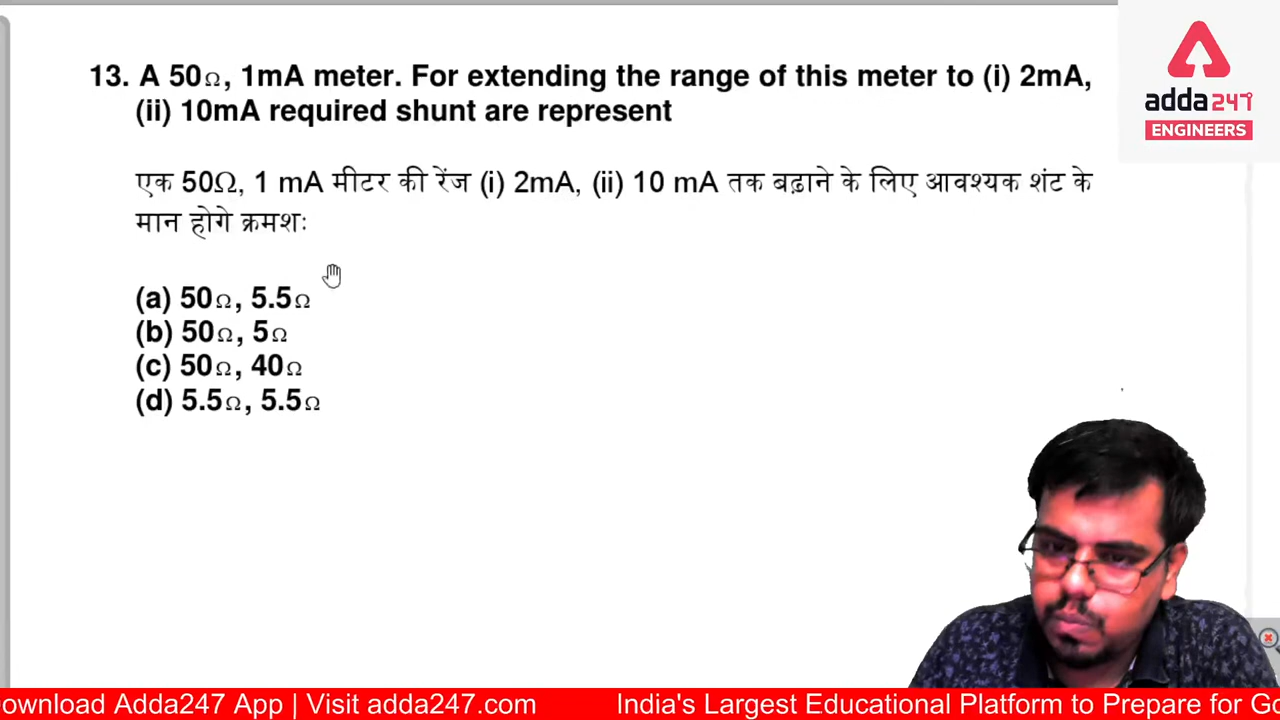 13. A 50Ω, 1mA meter. For extending the range of this meter to (i) 2mA,
(ii) 10mA required shunt are represent
एक 50Ω, 1 mA मीटर की रेंज (i) 2mA, (ii) 10 mA तक बढ़ाने के लिए आवश्यक शंट के
मान होगे क्रमशः
(a) 50Ω, 5.5Ω
(b) 50Ω, 5Ω
(c) 50Ω, 40Ω
(d) 5.5Ω, 5.5Ω
adda247
ENGINEERS
ownload Adda247 App | Visit adda247.com India's Largest Educational Platform to Prepare for Go